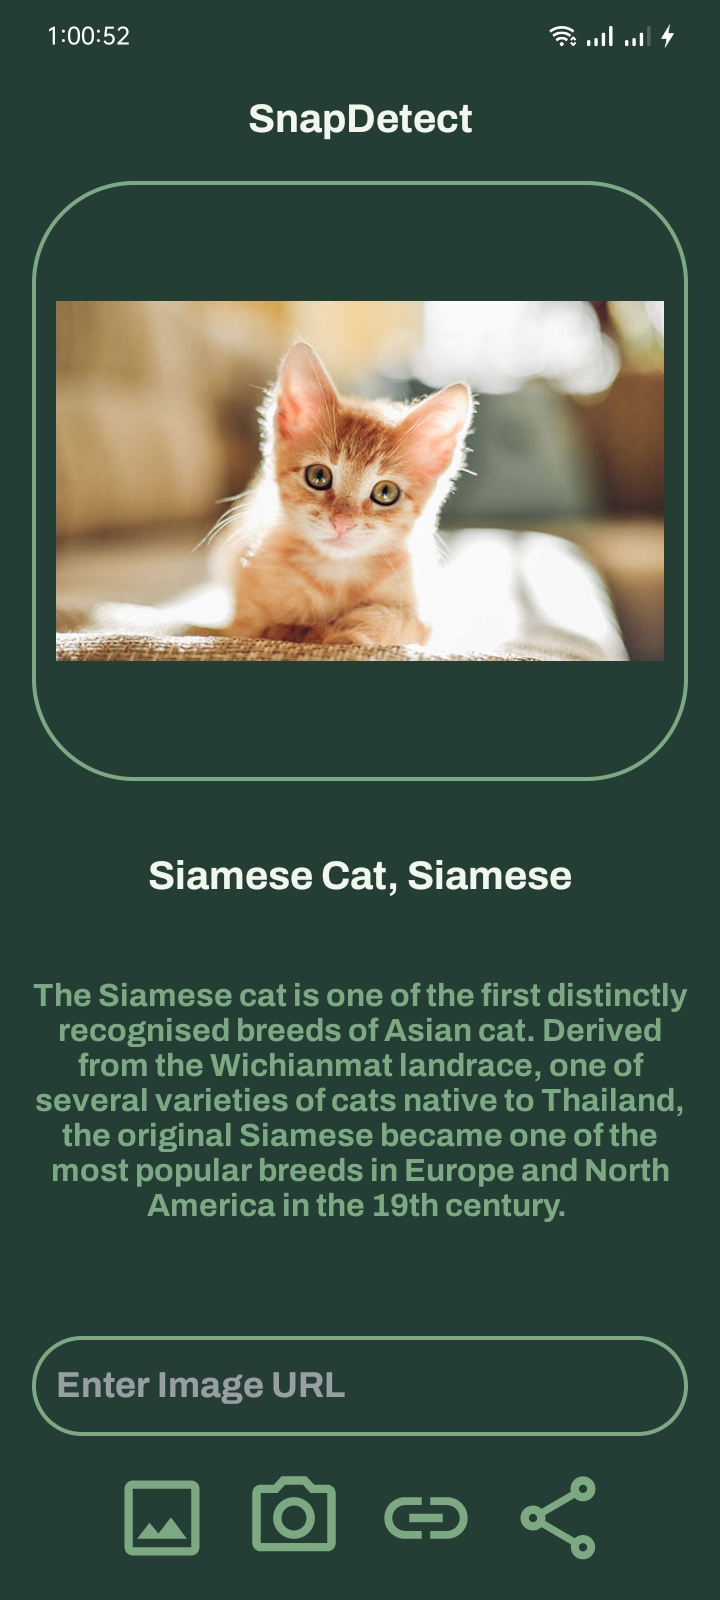 1:00:52
SnapDetect
Siamese Cat, Siamese
The Siamese cat is one of the first distinctly
recognised breeds of Asian cat. Derived
from the Wichianmat landrace, one of
several varieties of cats native to Thailand,
the original Siamese became one of the
most popular breeds in Europe and North
America in the 19th century.
Enter Image URL